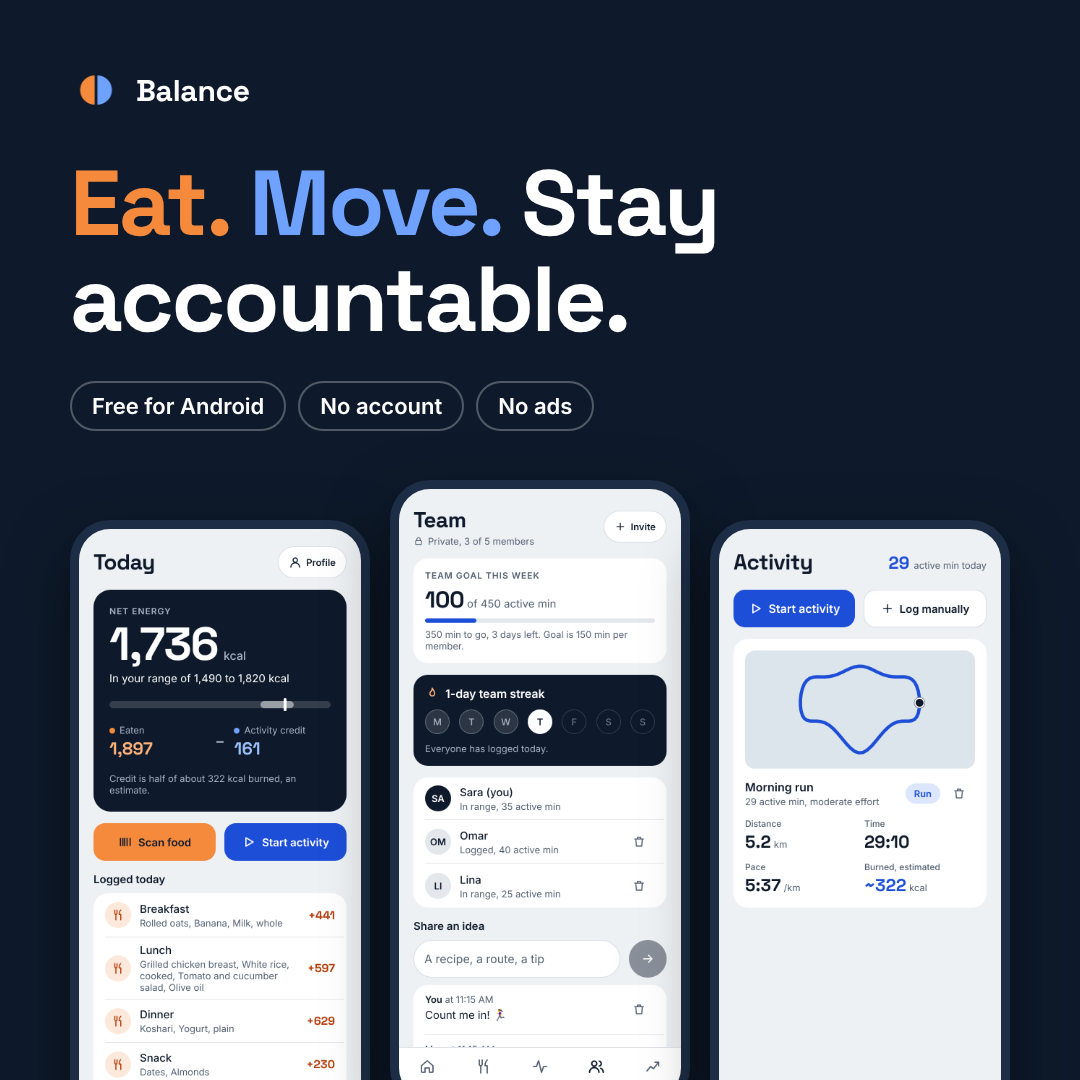 Balance
Eat. Move. Stay
accountable.
Free for Android
No account
No ads
Today
Profile
NET ENERGY
1,736 kcal
In your range of 1,490 to 1,820 kcal
Eaten
1,897
–
Activity credit
161
Credit is half of about 322 kcal burned, an
estimate.
Scan food
Start activity
Logged today
Breakfast
Rolled oats, Banana, Milk, whole
+441
Lunch
Grilled chicken breast, White rice,
cooked, Tomato and cucumber
salad, Olive oil
+597
Dinner
Koshari, Yogurt, plain
+629
Snack
Dates, Almonds
+230
Team
Private, 3 of 5 members
+ Invite
TEAM GOAL THIS WEEK
100 of 450 active min
350 min to go, 3 days left. Goal is 150 min per
member.
1-day team streak
M T W T F S S
Everyone has logged today.
SA
Sara (you)
In range, 35 active min
OM
Omar
Logged, 40 active min
LI
Lina
In range, 25 active min
Share an idea
A recipe, a route, a tip
You at 11:15 AM
Count me in! 🏃
Activity
29 active min today
Start activity
+ Log manually
Morning run
29 active min, moderate effort
Run
Distance
5.2 km
Time
29:10
Pace
5:37 /km
Burned, estimated
~322 kcal